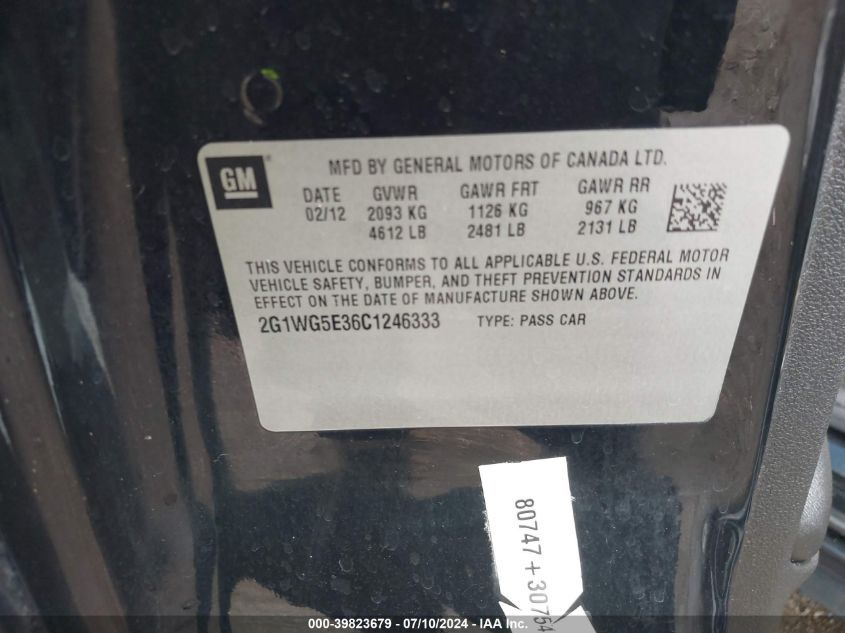 GM
MFD BY GENERAL MOTORS OF CANADA LTD.
DATE GVWR GAWR FRT GAWR RR
02/12 2093 KG 1126 KG 967 KG
4612 LB 2481 LB 2131 LB
THIS VEHICLE CONFORMS TO ALL APPLICABLE U.S. FEDERAL MOTOR
VEHICLE SAFETY, BUMPER, AND THEFT PREVENTION STANDARDS IN
EFFECT ON THE DATE OF MANUFACTURE SHOWN ABOVE.
2G1WG5E36C1246333 TYPE: PASS CAR
80747 + 30754
000-39823679 - 07/10/2024 - IAA Inc.